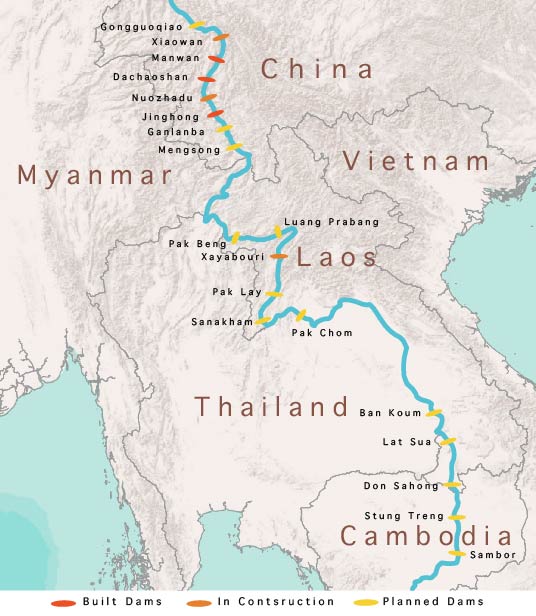 Gongguoqiao
Xiaowan
Manwan
China
Dachaoshan
Nuozhadu
Jinghong
Ganlanba
Mengsong
Vietnam
Myanmar
Luang Prabang
Pak Beng
Xayabouri
Laos
Pak Lay
Sanakham
Pak Chom
Thailand
Ban Koum
Lat Sua
Don Sahong
Stung Treng
Cambodia
Sambor
Built Dams In Contsruction Planned Dams